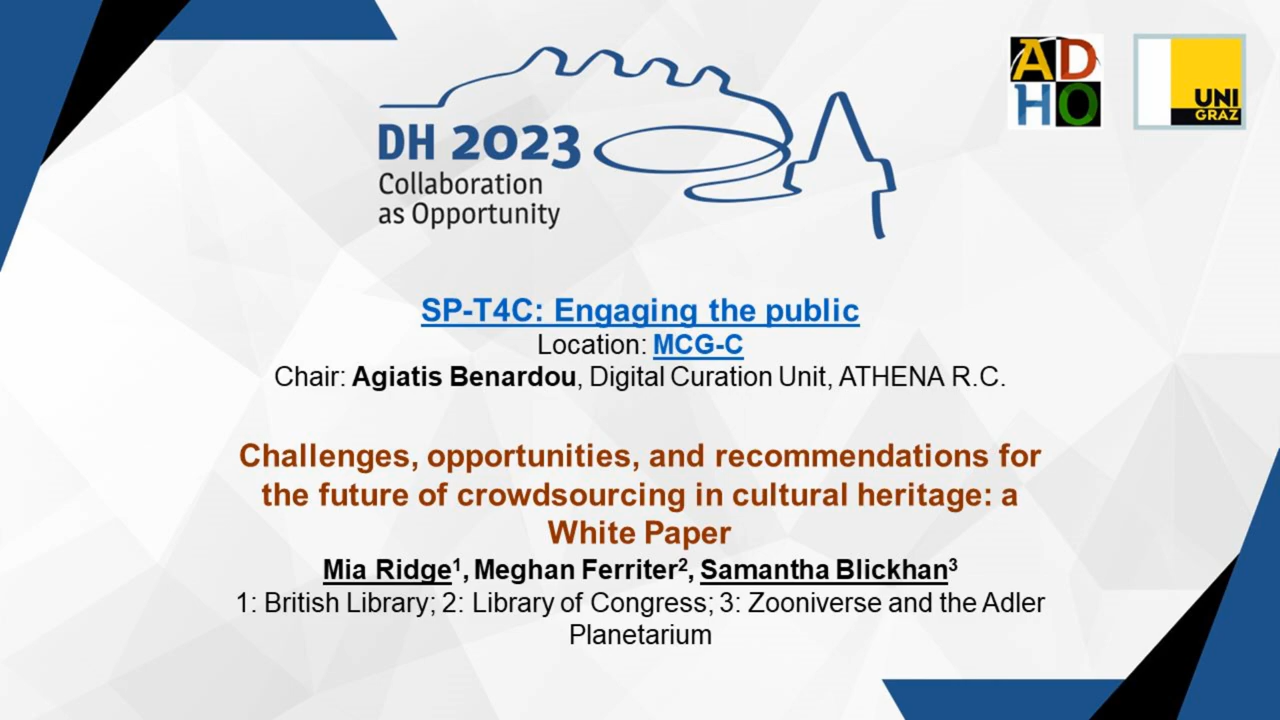 DH 2023
Collaboration
as Opportunity
AD
HO
UNI
GRAZ
SP-T4C: Engaging the public
Location: MCG-C
Chair: Agiatis Benardou, Digital Curation Unit, ATHENA R.C.
Challenges, opportunities, and recommendations for
the future of crowdsourcing in cultural heritage: a
White Paper
Mia Ridge¹, Meghan Ferriter², Samantha Blickhan³
1: British Library; 2: Library of Congress; 3: Zooniverse and the Adler
Planetarium